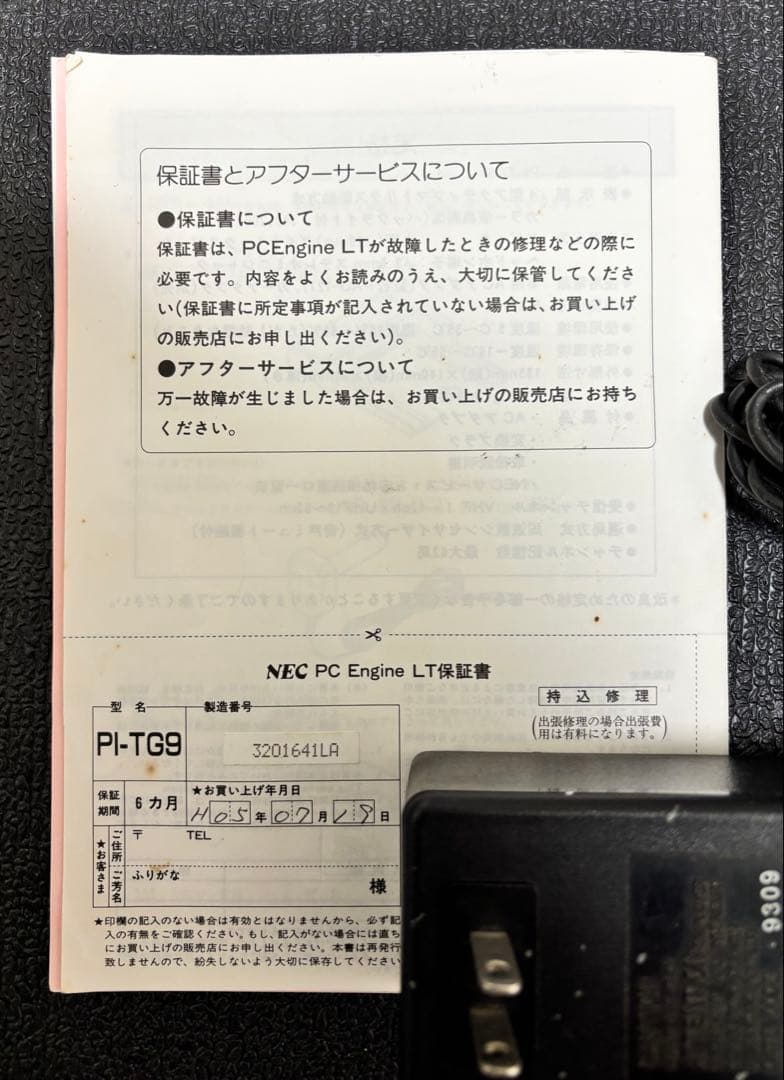 保証書とアフターサービスについて
●保証書について
保証書は、PCEngine LTが故障したときの修理などの際に
必要です。内容をよくお読みのうえ、大切に保管してくださ
い(保証書に所定事項が記入されていない場合は、お買い上げ
の販売店にお申し出ください)。
●アフターサービスについて
万一故障が生じました場合は、お買い上げの販売店にお持ち
ください。
NEC PC Engine LT保証書
持込修理
(出張修理の場合出張費
用は有料になります。)
型名
製造番号
PI-TG9
3201641LA
保証期間
6カ月
★お買い上げ年月日
H05年07月19日
★お客さま
ご住所
〒 TEL
ご芳名
ふりがな
様
★印欄の記入のない場合は有効とはなりませんから、必ず記
入の有無をご確認ください。もし、記入がない場合には直ち
にお買い上げの販売店にお申し出ください。本書は再発行
致しませんので、紛失しないよう大切に保存してください
9309